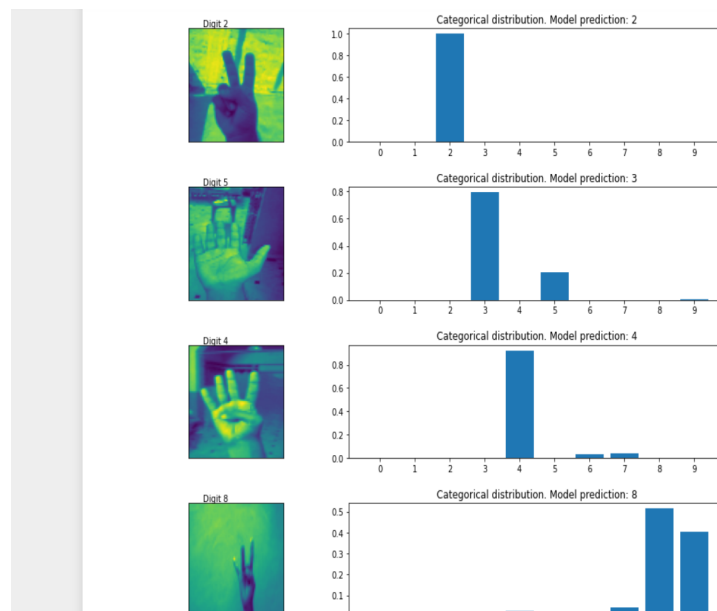 Digit 2
Categorical distribution. Model prediction: 2
1.0
0.8
0.6
0.4
0.2
0.0
0 1 2 3 4 5 6 7 8 9
Digit 5
Categorical distribution. Model prediction: 3
0.8
0.6
0.4
0.2
0.0
0 1 2 3 4 5 6 7 8 9
Digit 4
Categorical distribution. Model prediction: 4
0.8
0.6
0.4
0.2
0.0
0 1 2 3 4 5 6 7 8 9
Digit 8
Categorical distribution. Model prediction: 8
0.5
0.4
0.3
0.2
0.1